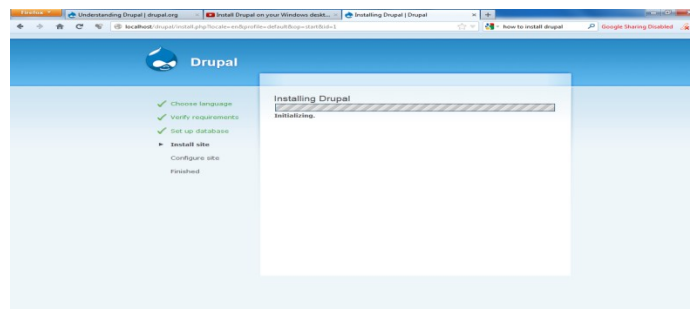 Firefox
Understanding Drupal | drupal.org
Install Drupal on your Windows deskt...
Installing Drupal | Drupal
localhost/drupal/install.php?locale=en&profile=default&op=start&id=1
how to install drupal
Google Sharing Disabled
Drupal
Choose language
Verify requirements
Set up database
Install site
Configure site
Finished
Installing Drupal
Initializing.